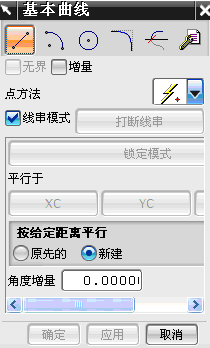 基本曲线
无界 增量
点方法
线串模式 打断线串
锁定模式
平行于
XC YC
按给定距离平行
原先的 新建
角度增量 0.0000
确定 应用 取消